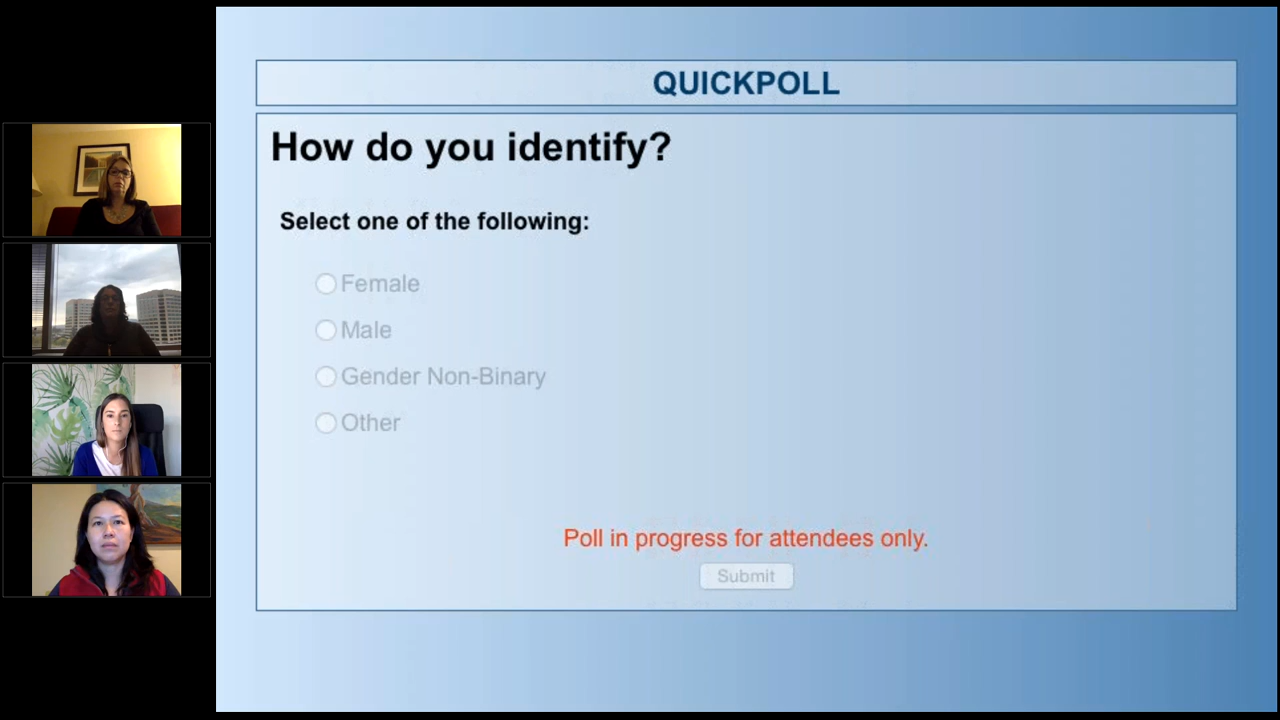 QUICKPOLL
How do you identify?
Select one of the following:
Female
Male
Gender Non-Binary
Other
Poll in progress for attendees only.
Submit